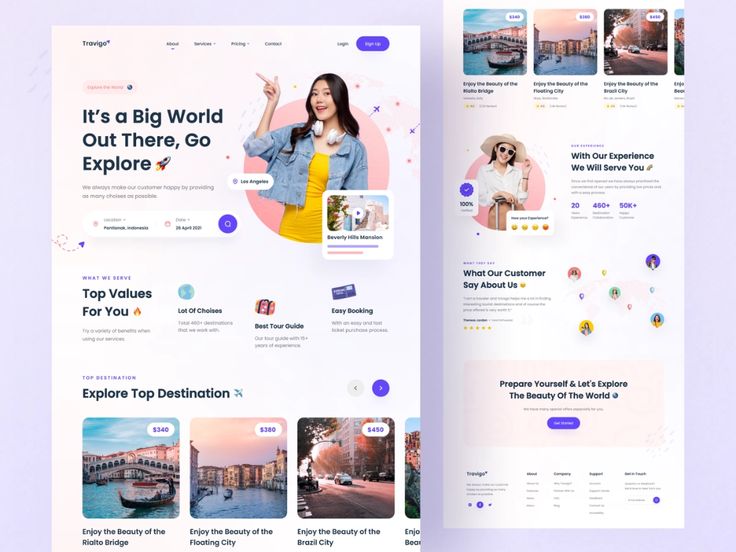 Travigo
About
Services
Pricing
Contact
Login
Sign Up
Explore the World
It's a Big World
Out There, Go
Explore 🚀
We always make our customer happy by providing
as many choises as possible.
Location
Pontianak, Indonesia
Date
26 April 2021
Los Angeles
Beverly Hills Mansion
WHAT WE SERVE
Top Values
For You 🔥
Try a variety of benefits when
using our services.
Lot Of Choises
Total 460+ destinations
that we work with.
Best Tour Guide
Our tour guide with 15+
years of experience.
Easy Booking
With an easy and fast
ticket purchase process.
TOP DESTINATION
Explore Top Destination ✈️
$340
$380
$450
Enjoy the Beauty of the
Rialto Bridge
Enjoy the Beauty of the
Floating City
Enjoy the Beauty of the
Brazil City
$340
$380
$450
Enjoy the Beauty of the
Rialto Bridge
Enjoy the Beauty of the
Floating City
Enjoy the Beauty of the
Brazil City
100%
How your Experience?
OUR EXPERIENCE
With Our Experience
We Will Serve You
20
460+
50K+
WHAT THEY SAY
What Our Customer
Say About Us
Prepare Yourself & Let's Explore
The Beauty Of The World
We have many special offers especially for you.
Get Started
Travigo
About
Company
Support
Get in Touch